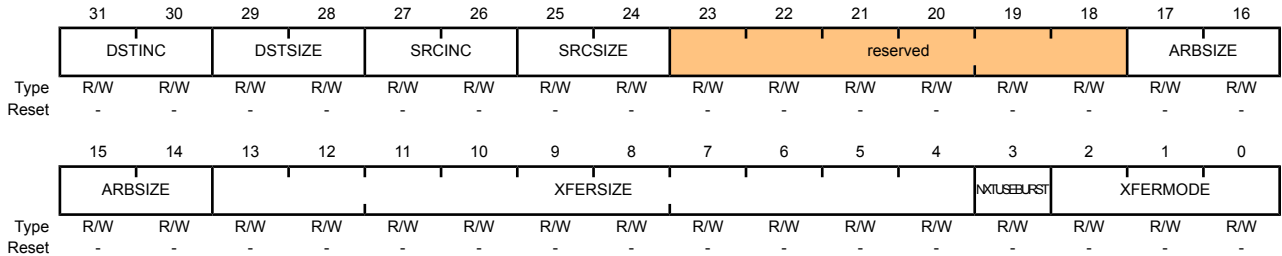 31 30 29 28 27 26 25 24 23 22 21 20 19 18 17 16
DSTINC DSTSIZE SRCINC SRCSIZE reserved ARBSIZE
Type R/W R/W R/W R/W R/W R/W R/W R/W R/W R/W R/W R/W R/W R/W R/W R/W
Reset - - - - - - - - - - - - - - - -
15 14 13 12 11 10 9 8 7 6 5 4 3 2 1 0
ARBSIZE XFERSIZE NXTUSEBURST XFERMODE
Type R/W R/W R/W R/W R/W R/W R/W R/W R/W R/W R/W R/W R/W R/W R/W R/W
Reset - - - - - - - - - - - - - - - -